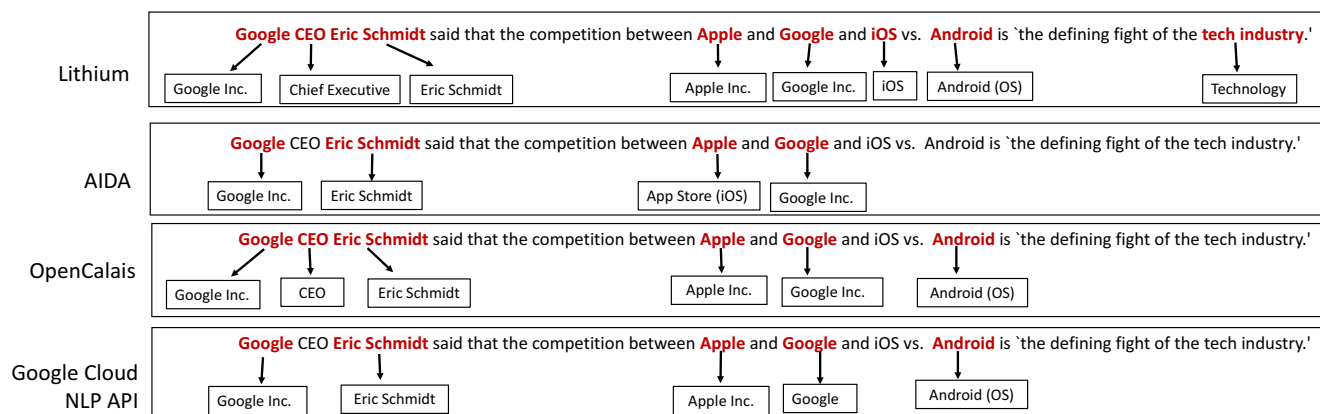 Google CEO Eric Schmidt said that the competition between Apple and Google and iOS vs. Android is `the defining fight of the tech industry.'
Lithium
Google Inc. Chief Executive Eric Schmidt Apple Inc. Google Inc. iOS Android (OS) Technology
Google CEO Eric Schmidt said that the competition between Apple and Google and iOS vs. Android is `the defining fight of the tech industry.'
AIDA
Google Inc. Eric Schmidt App Store (iOS) Google Inc.
Google CEO Eric Schmidt said that the competition between Apple and Google and iOS vs. Android is `the defining fight of the tech industry.'
OpenCalais
Google Inc. CEO Eric Schmidt Apple Inc. Google Inc. Android (OS)
Google CEO Eric Schmidt said that the competition between Apple and Google and iOS vs. Android is `the defining fight of the tech industry.'
Google Cloud
NLP API
Google Inc. Eric Schmidt Apple Inc. Google Android (OS)